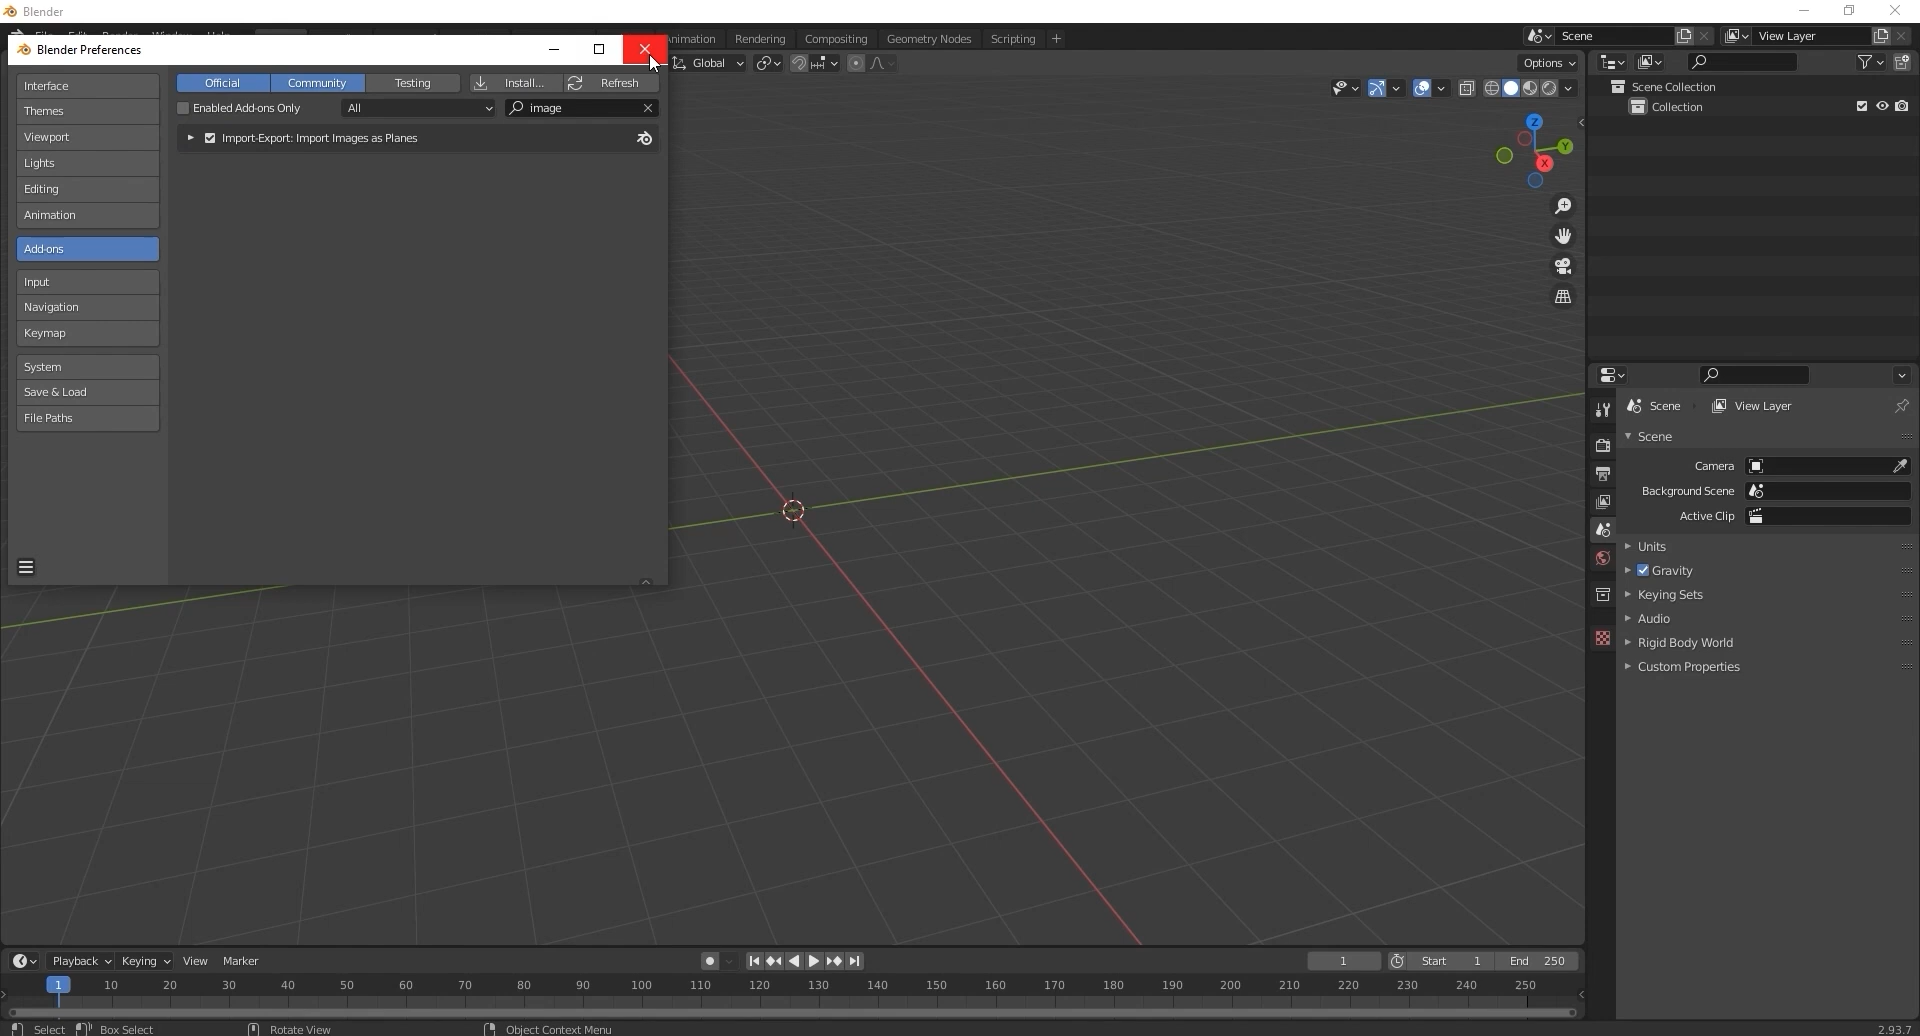 Blender
File Edit Render Window Help
Animation Rendering Compositing Geometry Nodes Scripting +
Scene
View Layer
Blender Preferences
Global
Options
Interface
Themes
Viewport
Lights
Editing
Animation
Add-ons
Input
Navigation
Keymap
System
Save & Load
File Paths
Official Community Testing Install... Refresh
Enabled Add-ons Only All image
Import-Export: Import Images as Planes
Z
Y
X
Scene Collection
Collection
Scene View Layer
Scene
Camera
Background Scene
Active Clip
Units
Gravity
Keying Sets
Audio
Rigid Body World
Custom Properties
Playback Keying View Marker
1 Start 1 End 250
1 10 20 30 40 50 60 70 80 90 100 110 120 130 140 150 160 170 180 190 200 210 220 230 240 250
Select Box Select Rotate View Object Context Menu
2.93.7